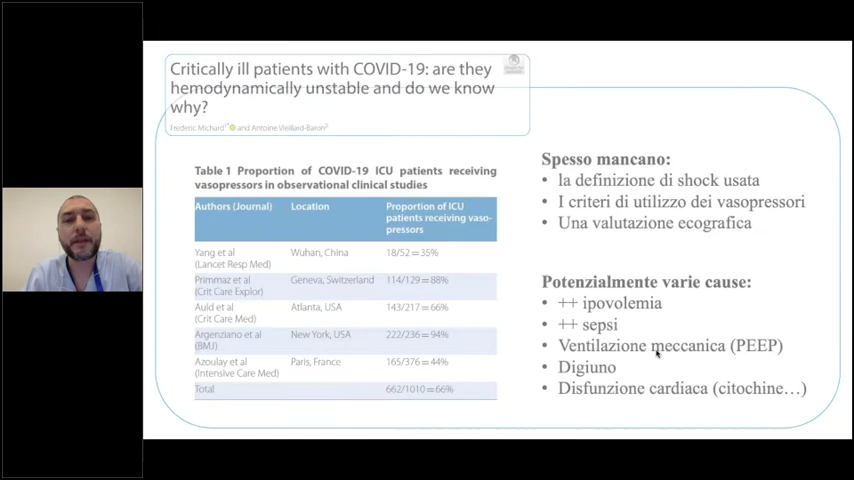 Critically ill patients with COVID-19: are they
hemodynamically unstable and do we know
why?
Frederic Michard¹* and Antoine Vieillard-Baron²
Table 1 Proportion of COVID-19 ICU patients receiving
vasopressors in observational clinical studies
Authors (Journal) Location Proportion of ICU
patients receiving vaso-
pressors
Yang et al Wuhan, China 18/52=35%
(Lancet Resp Med)
Primmaz et al Geneva, Switzerland 114/129=88%
(Crit Care Explor)
Auld et al Atlanta, USA 143/217=66%
(Crit Care Med)
Argenziano et al New York, USA 222/236=94%
(BMJ)
Azoulay et al Paris, France 165/376=44%
(Intensive Care Med)
Total 662/1010=66%
Spesso mancano:
• la definizione di shock usata
• I criteri di utilizzo dei vasopressori
• Una valutazione ecografica
Potenzialmente varie cause:
• ++ ipovolemia
• ++ sepsi
• Ventilazione meccanica (PEEP)
• Digiuno
• Disfunzione cardiaca (citochine…)